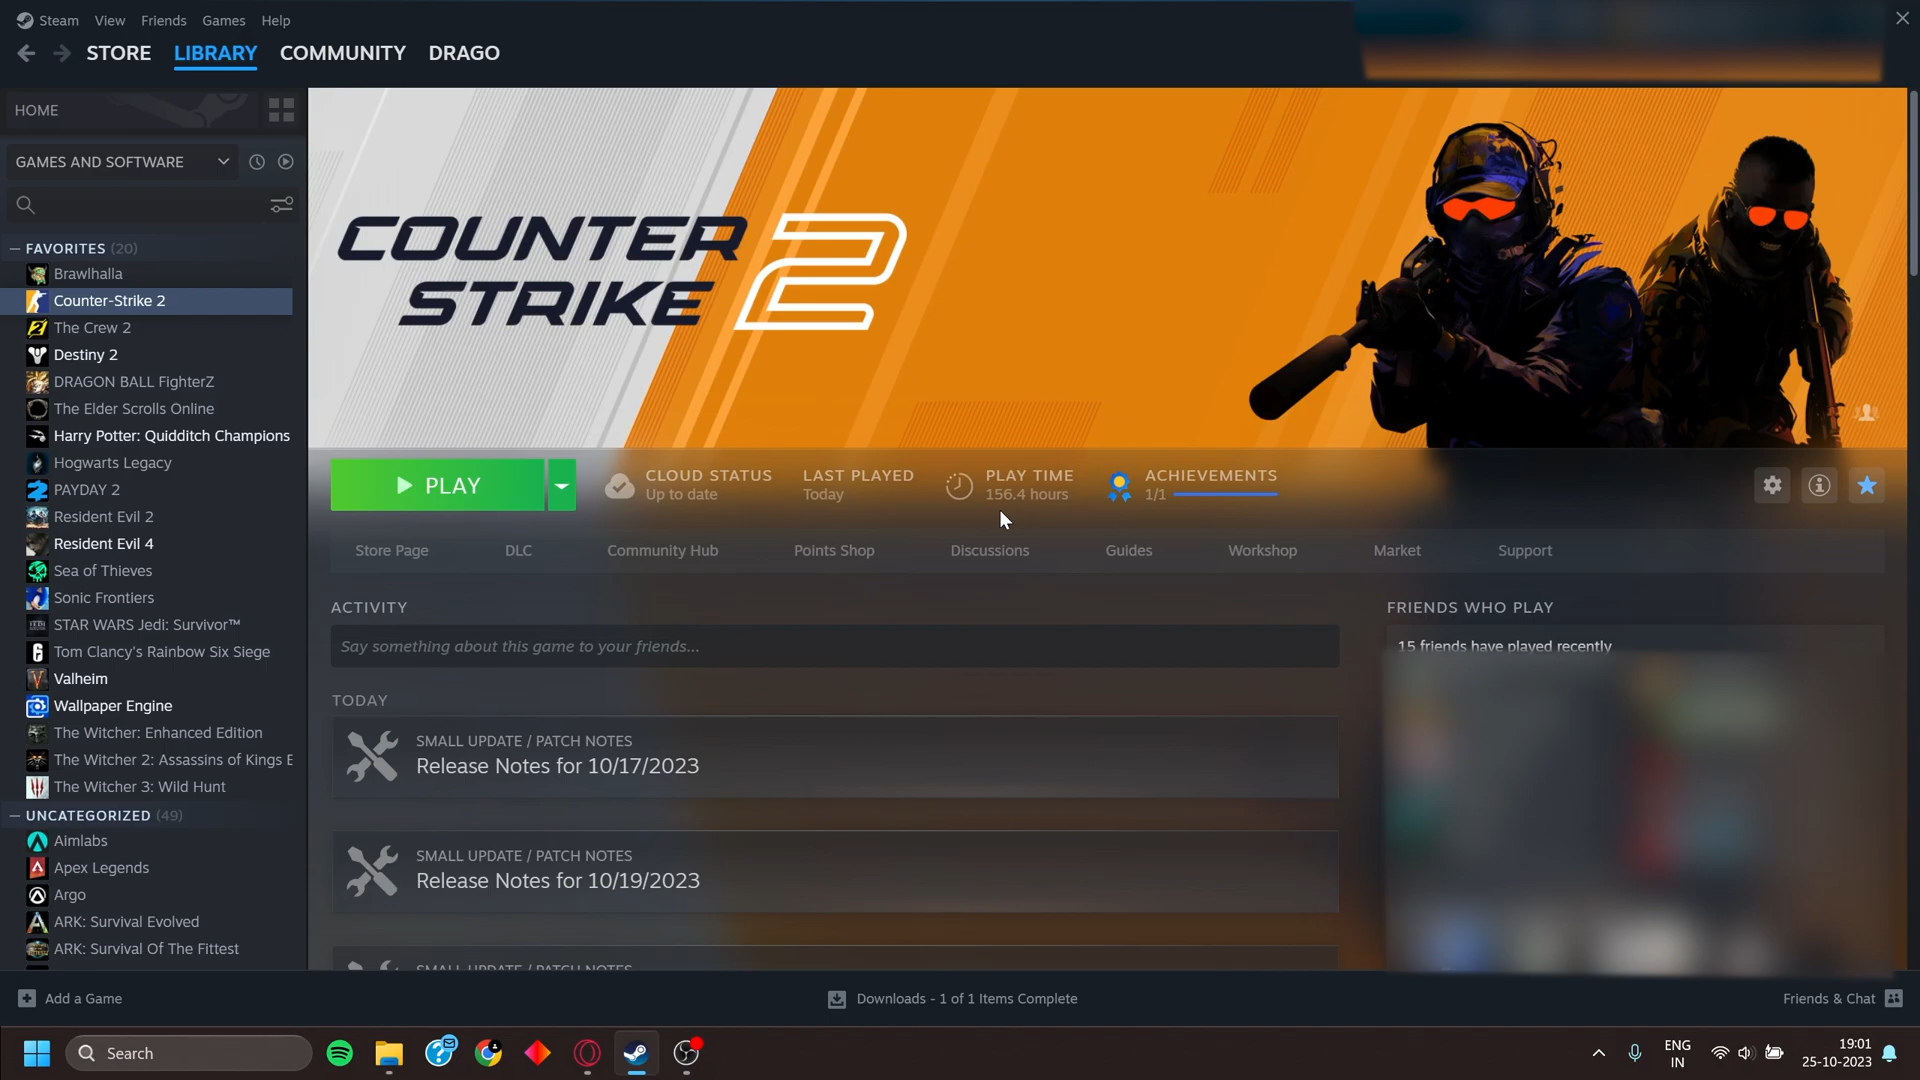 Steam View Friends Games Help
STORE LIBRARY COMMUNITY DRAGO
HOME
GAMES AND SOFTWARE
FAVORITES (20)
Brawlhalla
Counter-Strike 2
The Crew 2
Destiny 2
DRAGON BALL FighterZ
The Elder Scrolls Online
Harry Potter: Quidditch Champions
Hogwarts Legacy
PAYDAY 2
Resident Evil 2
Resident Evil 4
Sea of Thieves
Sonic Frontiers
STAR WARS Jedi: Survivor™
Tom Clancy's Rainbow Six Siege
Valheim
Wallpaper Engine
The Witcher: Enhanced Edition
The Witcher 2: Assassins of Kings E
The Witcher 3: Wild Hunt
UNCATEGORIZED (49)
Aimlabs
Apex Legends
Argo
ARK: Survival Evolved
ARK: Survival Of The Fittest
COUNTER
STRIKE 2
PLAY
CLOUD STATUS
Up to date
LAST PLAYED
Today
PLAY TIME
156.4 hours
ACHIEVEMENTS
1/1
Store Page DLC Community Hub Points Shop Discussions Guides Workshop Market Support
ACTIVITY
Say something about this game to your friends...
TODAY
SMALL UPDATE / PATCH NOTES
Release Notes for 10/17/2023
SMALL UPDATE / PATCH NOTES
Release Notes for 10/19/2023
SMALL UPDATE / PATCH NOTES
FRIENDS WHO PLAY
15 friends have played recently
Add a Game
Downloads - 1 of 1 Items Complete
Friends & Chat
Search
ENG
IN
19:01
25-10-2023